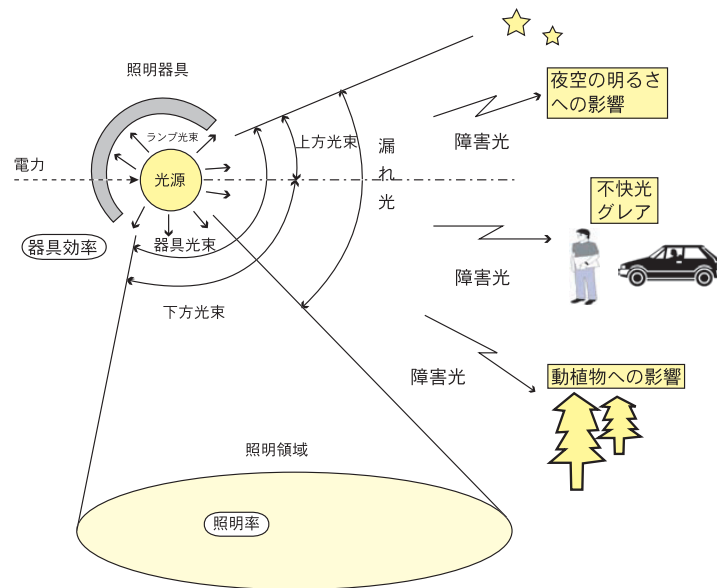 照明器具
夜空の明るさ
への影響
ランプ光束
上方光束
漏れ光
障害光
電力
光源
不快光
グレア
器具効率
器具光束
障害光
下方光束
障害光
動植物への影響
照明領域
照明率